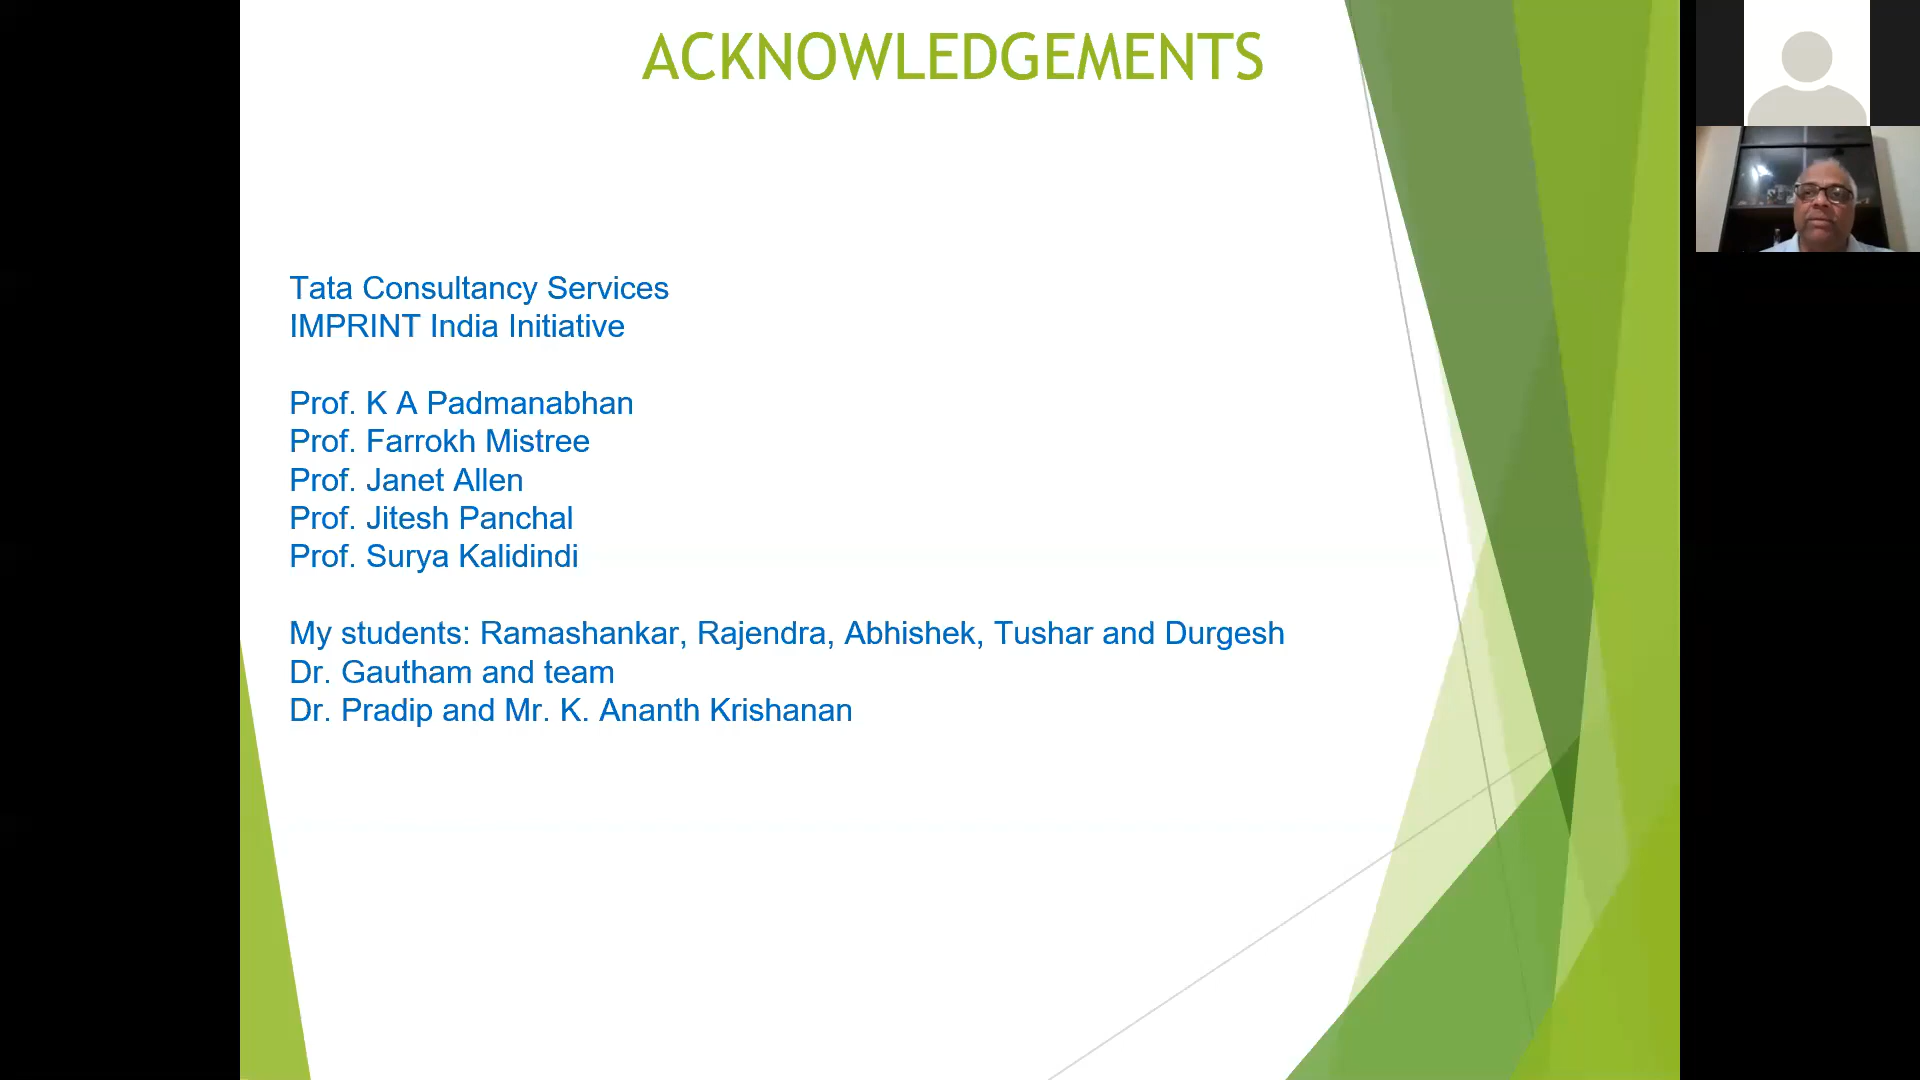 ACKNOWLEDGEMENTS
Tata Consultancy Services
IMPRINT India Initiative
Prof. K A Padmanabhan
Prof. Farrokh Mistree
Prof. Janet Allen
Prof. Jitesh Panchal
Prof. Surya Kalidindi
My students: Ramashankar, Rajendra, Abhishek, Tushar and Durgesh
Dr. Gautham and team
Dr. Pradip and Mr. K. Ananth Krishanan